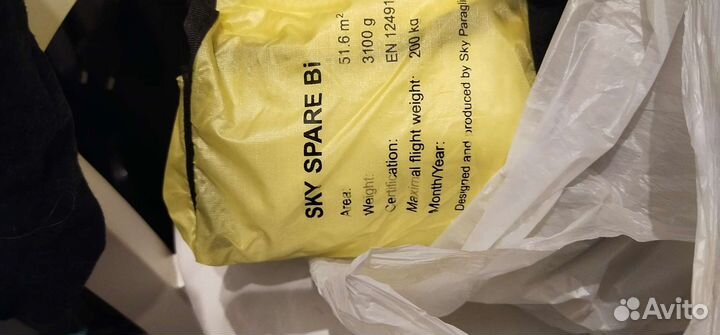 SKY SPARE Bi
Area: 51.6 m²
Weight: 3100 g
Certification: EN 12491
Maximal flight weight: 200 kg
Month/Year:
Designed and produced by Sky Paragli
Avito